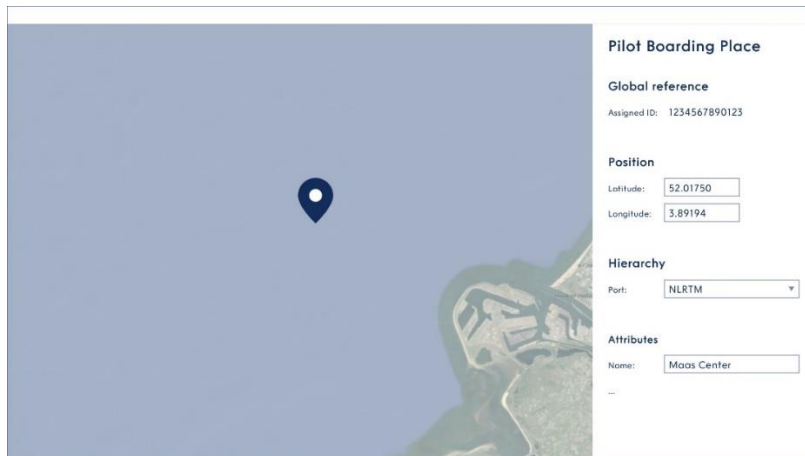 Pilot Boarding Place
Global reference
Assigned ID: 1234567890123
Position
Latitude: 52.01750
Longitude: 3.89194
Hierarchy
Port: NLRTM
Attributes
Name: Maas Center
...